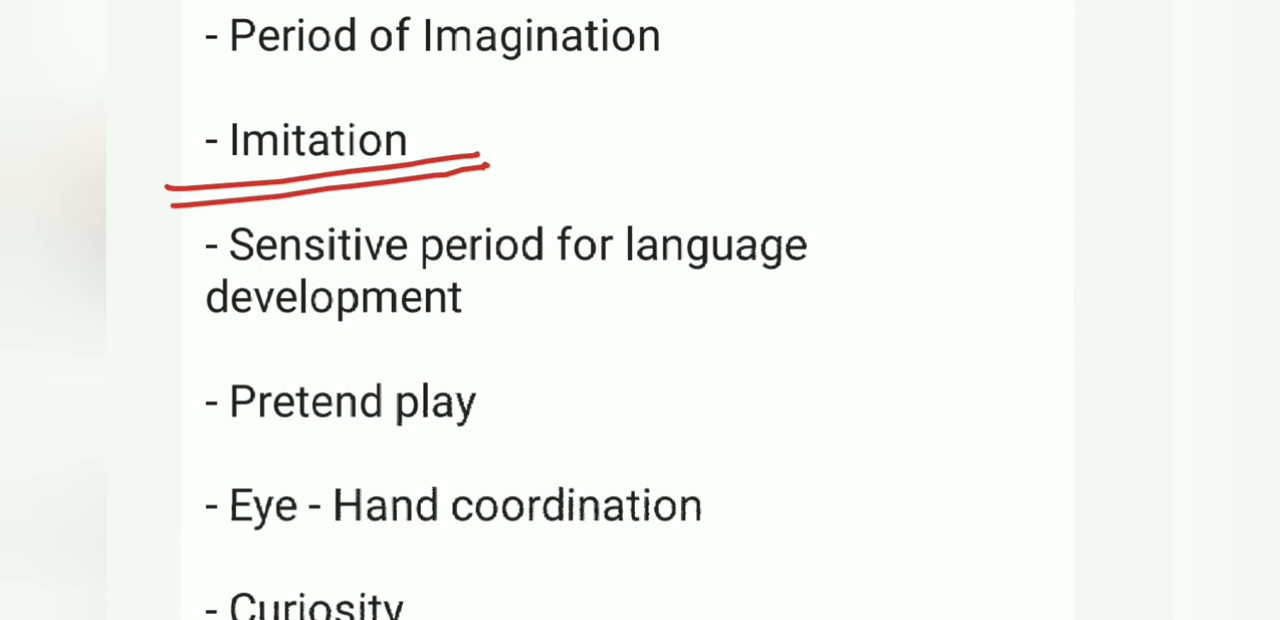 - Period of Imagination
- Imitation
- Sensitive period for language
development
- Pretend play
- Eye - Hand coordination
- Curiosity